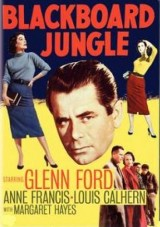 BLACKBOARD
JUNGLE
STARRING GLENN FORD
ANNE FRANCIS · LOUIS CALHERN
WITH MARGARET HAYES